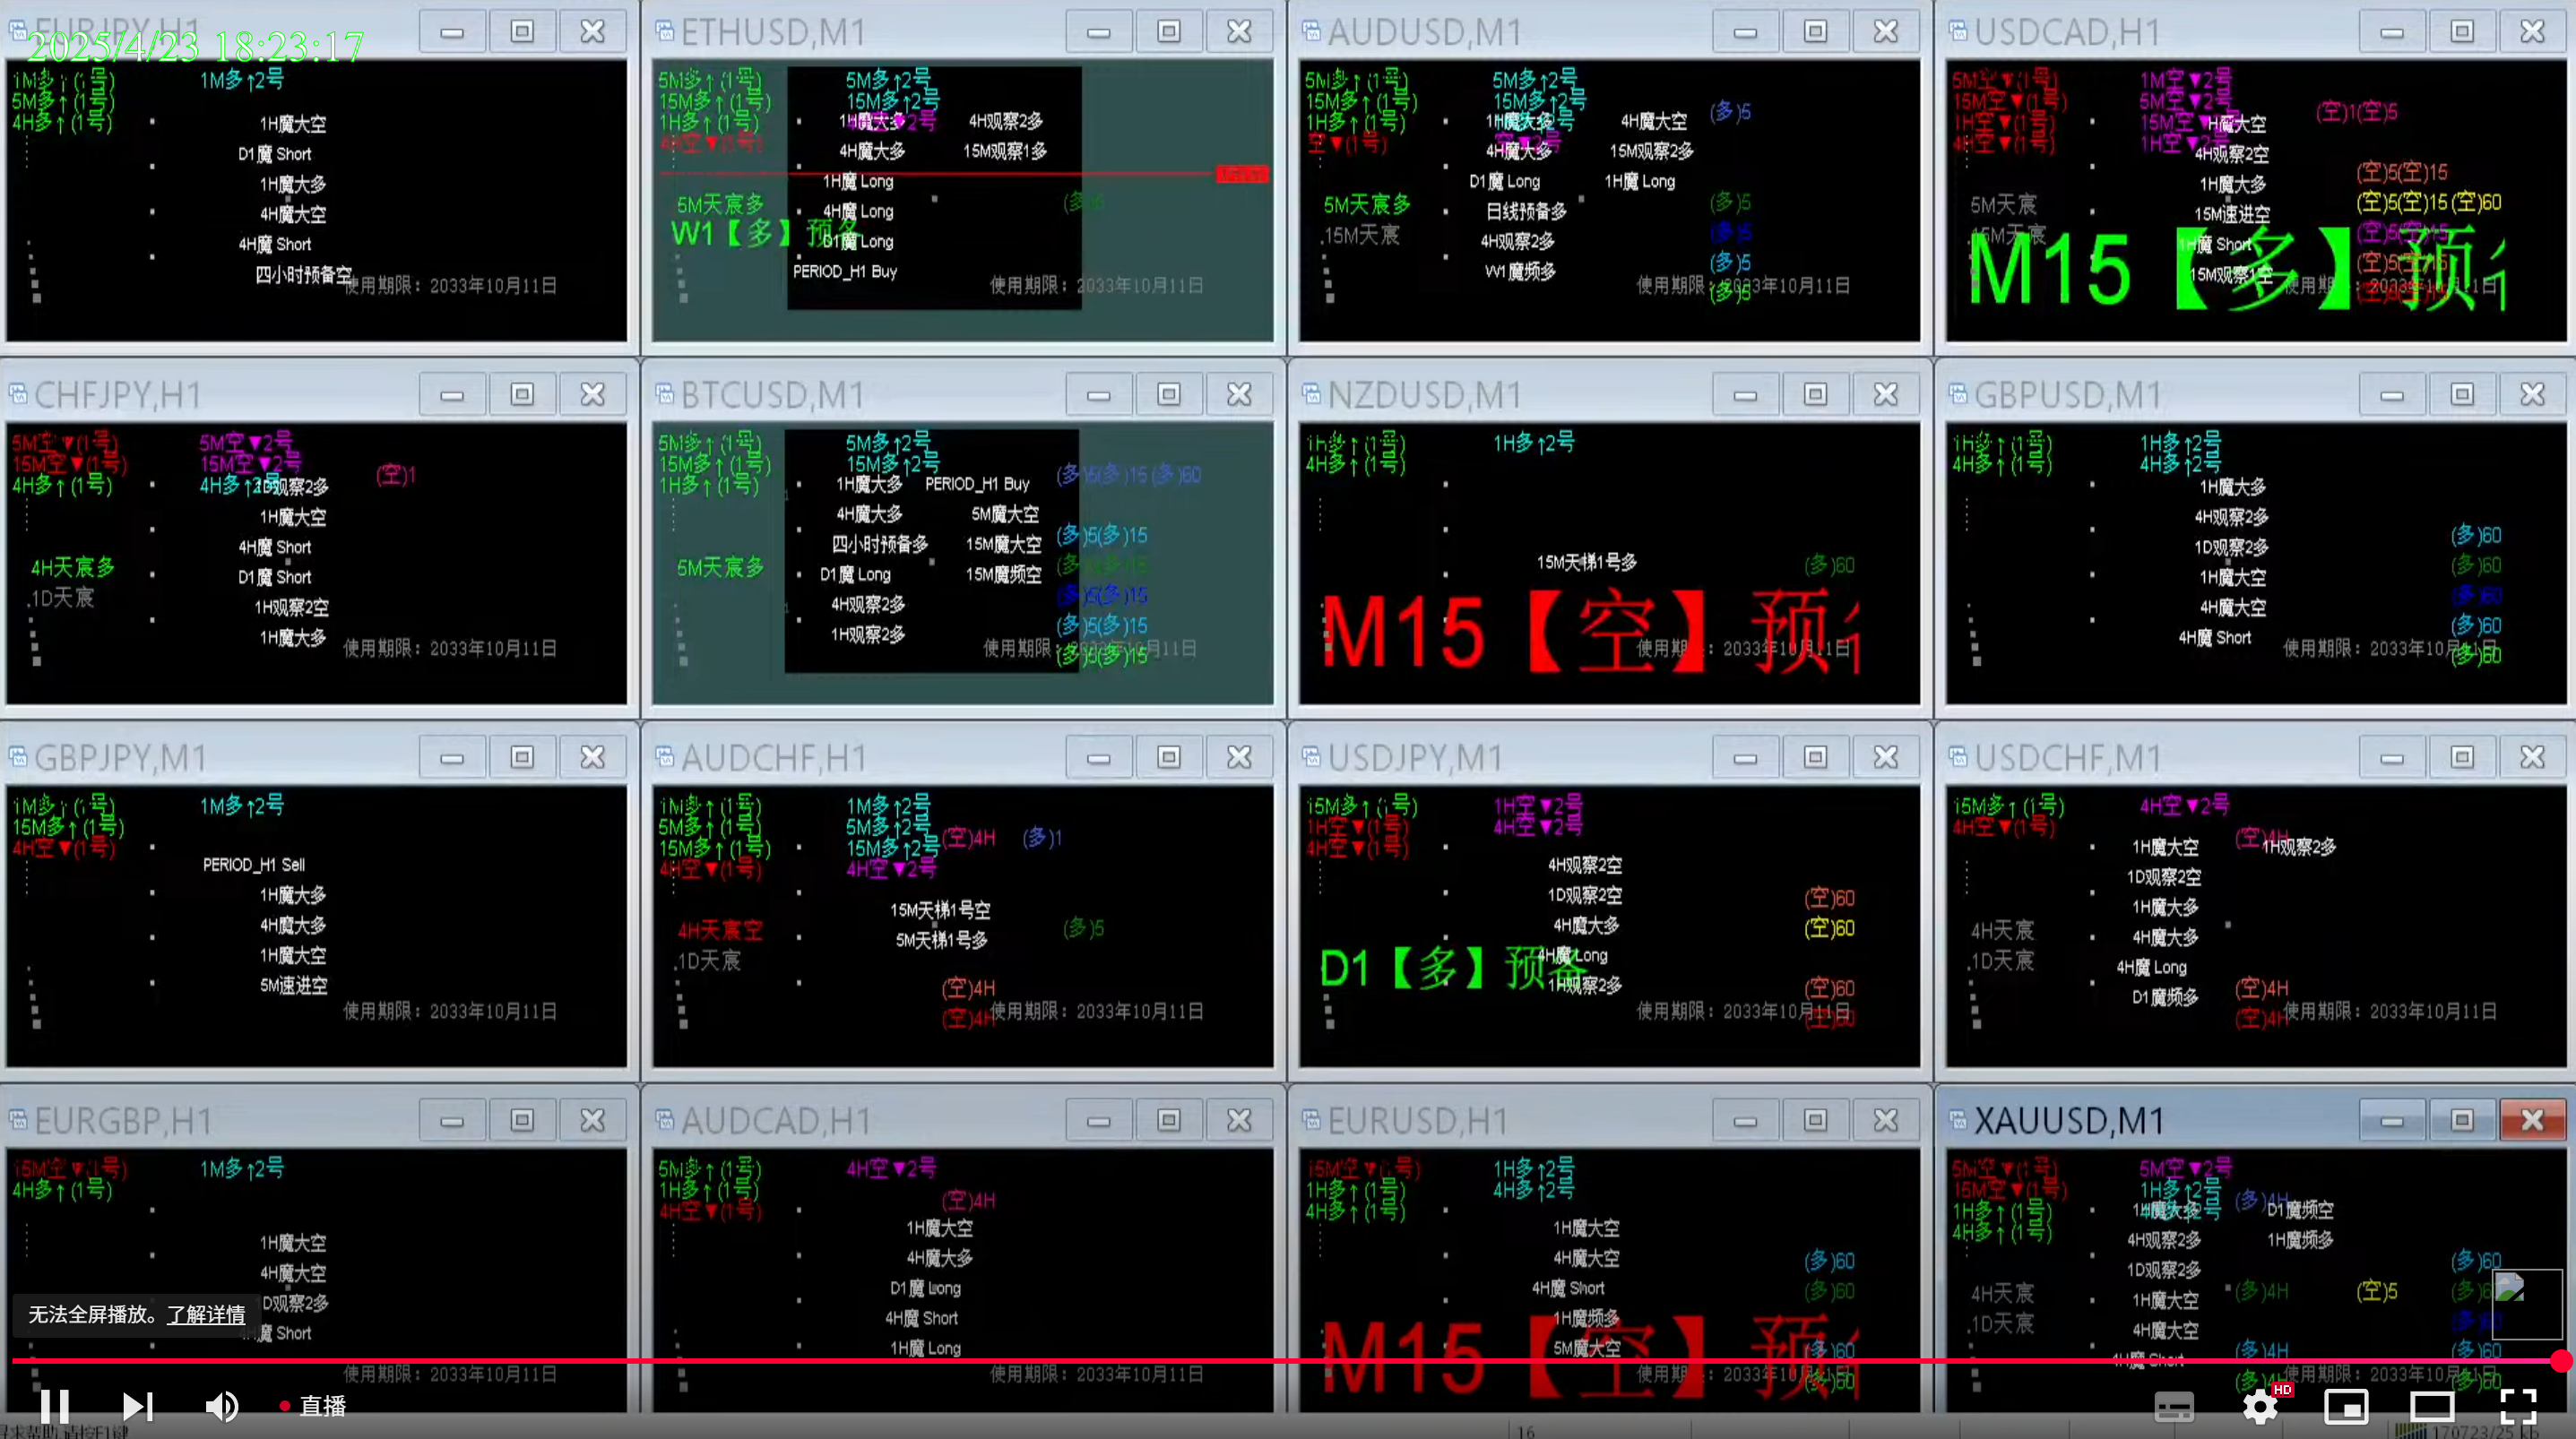 EURJPY,H1
2025/4/23 18:23:17
1M多↑(1号)
1M多↑2号
5M多↑(1号)
4H多↑(1号)
1H魔大空
D1魔 Short
1H魔大多
4H魔大空
4H魔 Short
四小时预备空
使用期限：2033年10月11日
ETHUSD,M1
5M多↑(1号)
5M多↑2号
15M多↑(1号)
15M多↑2号
1H多↑(1号)
1H魔大多
4H观察2多
4H空▼(1号)
4H魔大多
15M观察1多
1H魔 Long
5M天宸多
4H魔 Long
W1【多】预备
D1魔 Long
PERIOD_H1 Buy
使用期限：2033年10月11日
AUDUSD,M1
5M多↑(1号)
5M多↑2号
15M多↑(1号)
15M多↑2号
(多)5
1H多↑(1号)
1H魔大多
4H魔大空
空▼(1号)
4H魔大多
15M观察2多
D1魔 Long
1H魔 Long
5M天宸多
日线预备多
(多)5
.15M天宸
4H观察2多
(多)5
W1魔频多
(多)5
使用期限：2033年10月11日
(多)5
USDCAD,H1
5M空▼(1号)
1M空▼2号
15M空▼(1号)
5M空▼2号
(空)1(空)5
1H空▼(1号)
15M空▼2号
H魔大空
4H空▼(1号)
1H空▼2号
4H观察2空
(空)5(空)15
1H魔大多
5M天宸
(空)5(空)15(空)60
15M速进空
.15M天宸
(空)5(空)15
1H魔 Short
M15【多】预
(空)5(空)15
15M观察1空
CHFJPY,H1
5M空▼(1号)
5M空▼2号
15M空▼(1号)
15M空▼2号
(空)1
4H多↑(1号)
4H多↑2号
1D观察2多
1H魔大空
4H魔 Short
4H天宸多
D1魔 Short
.1D天宸
1H观察2空
1H魔大多
使用期限：2033年10月11日
BTCUSD,M1
5M多↑(1号)
5M多↑2号
15M多↑(1号)
15M多↑2号
(多)5(多)15(多)60
1H多↑(1号)
1H魔大多
PERIOD_H1 Buy
4H魔大多
5M魔大空
(多)5(多)15
四小时预备多
15M魔大空
5M天宸多
(多)5(多)15
D1魔 Long
15M魔频空
(多)5(多)15
4H观察2多
(多)5(多)15
1H观察2多
(多)5(多)15
使用期限：2033年10月11日
NZDUSD,M1
1H多↑(1号)
1H多↑2号
4H多↑(1号)
15M天梯1号多
(多)60
M15【空】预
使用期限：2033年10月11日
GBPUSD,M1
1H多↑(1号)
1H多↑2号
4H多↑(1号)
4H多↑2号
1H魔大多
4H观察2多
(多)60
1D观察2多
(多)60
1H魔大空
(多)60
4H魔大空
(多)60
4H魔 Short
使用期限：2033年10月11日
(多)60
GBPJPY,M1
1M多↑(1号)
1M多↑2号
15M多↑(1号)
4H空▼(1号)
PERIOD_H1 Sell
1H魔大多
4H魔大多
1H魔大空
5M速进空
使用期限：2033年10月11日
AUDCHF,H1
1M多↑(1号)
1M多↑2号
5M多↑(1号)
5M多↑2号
(空)4H
(多)1
15M多↑(1号)
15M多↑2号
4H空▼(1号)
4H空▼2号
15M天梯1号空
4H天宸空
(多)5
5M天梯1号多
.1D天宸
(空)4H
(空)4H
使用期限：2033年10月11日
USDJPY,M1
15M多↑(1号)
1H空▼2号
1H空▼(1号)
4H空▼2号
4H空▼(1号)
4H观察2空
1D观察2空
(空)60
4H魔大多
(空)60
4H魔 Long
D1【多】预备
1H观察2多
(空)60
使用期限：2033年10月11日
(空)60
USDCHF,M1
15M多↑(1号)
4H空▼2号
4H空▼(1号)
(空)4H
1H魔大空
1H观察2多
1D观察2空
1H魔大多
4H天宸
4H魔大多
.1D天宸
4H魔 Long
D1魔频多
(空)4H
(空)4H
使用期限：2033年10月11日
EURGBP,H1
15M空▼(1号)
1M多↑2号
4H多↑(1号)
1H魔大空
4H魔大空
1D观察2多
4H魔 Short
无法全屏播放。了解详情
使用期限：2033年10月11日
AUDCAD,H1
5M多↑(1号)
4H空▼2号
1H多↑(1号)
(空)4H
4H空▼(1号)
1H魔大空
4H魔大多
D1魔 Long
4H魔 Short
1H魔 Long
使用期限：2033年10月11日
EURUSD,H1
15M空▼(1号)
1H多↑2号
1H多↑(1号)
4H多↑2号
4H多↑(1号)
1H魔大空
4H魔大空
(多)60
4H魔 Short
(多)60
1H魔频多
5M魔大空
(多)60
M15【空】预
使用期限：2033年10月11日
(多)60
XAUUSD,M1
5M空▼(1号)
5M空▼2号
15M空▼(1号)
1H多↑2号
(多)4H
1H多↑(1号)
1H魔大多
D1魔频空
4H多↑(1号)
4H观察2多
1H魔频多
1D观察2多
(多)60
4H天宸
1H魔大空
(多)4H
(空)5
.1D天宸
4H魔大空
(多)4H
(多)60
4H魔 Short
使用期限：2033年10月11日
直播
HD
16
170723/25 kb